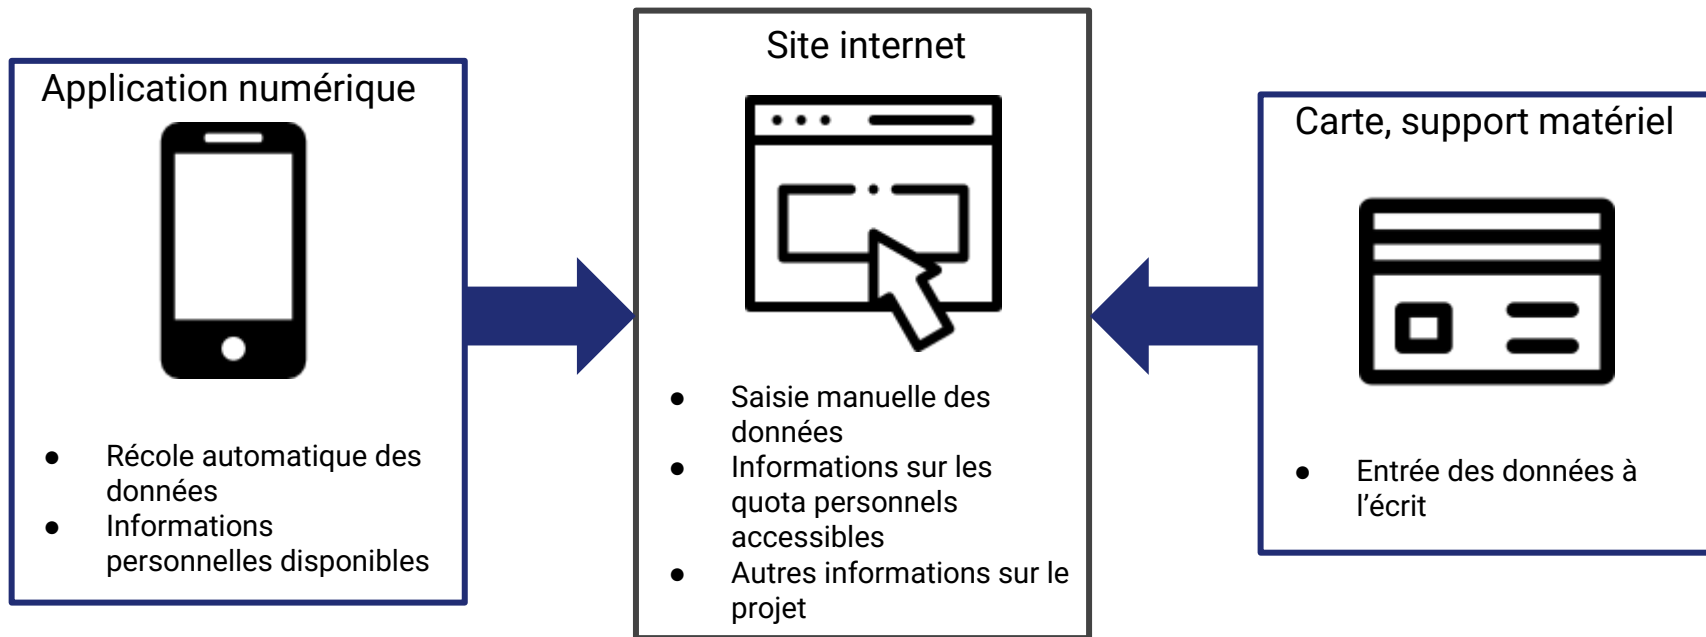 Application numérique
● Récole automatique des
données
● Informations
personnelles disponibles
Site internet
● Saisie manuelle des
données
● Informations sur les
quota personnels
accessibles
● Autres informations sur le
projet
Carte, support matériel
● Entrée des données à
l’écrit